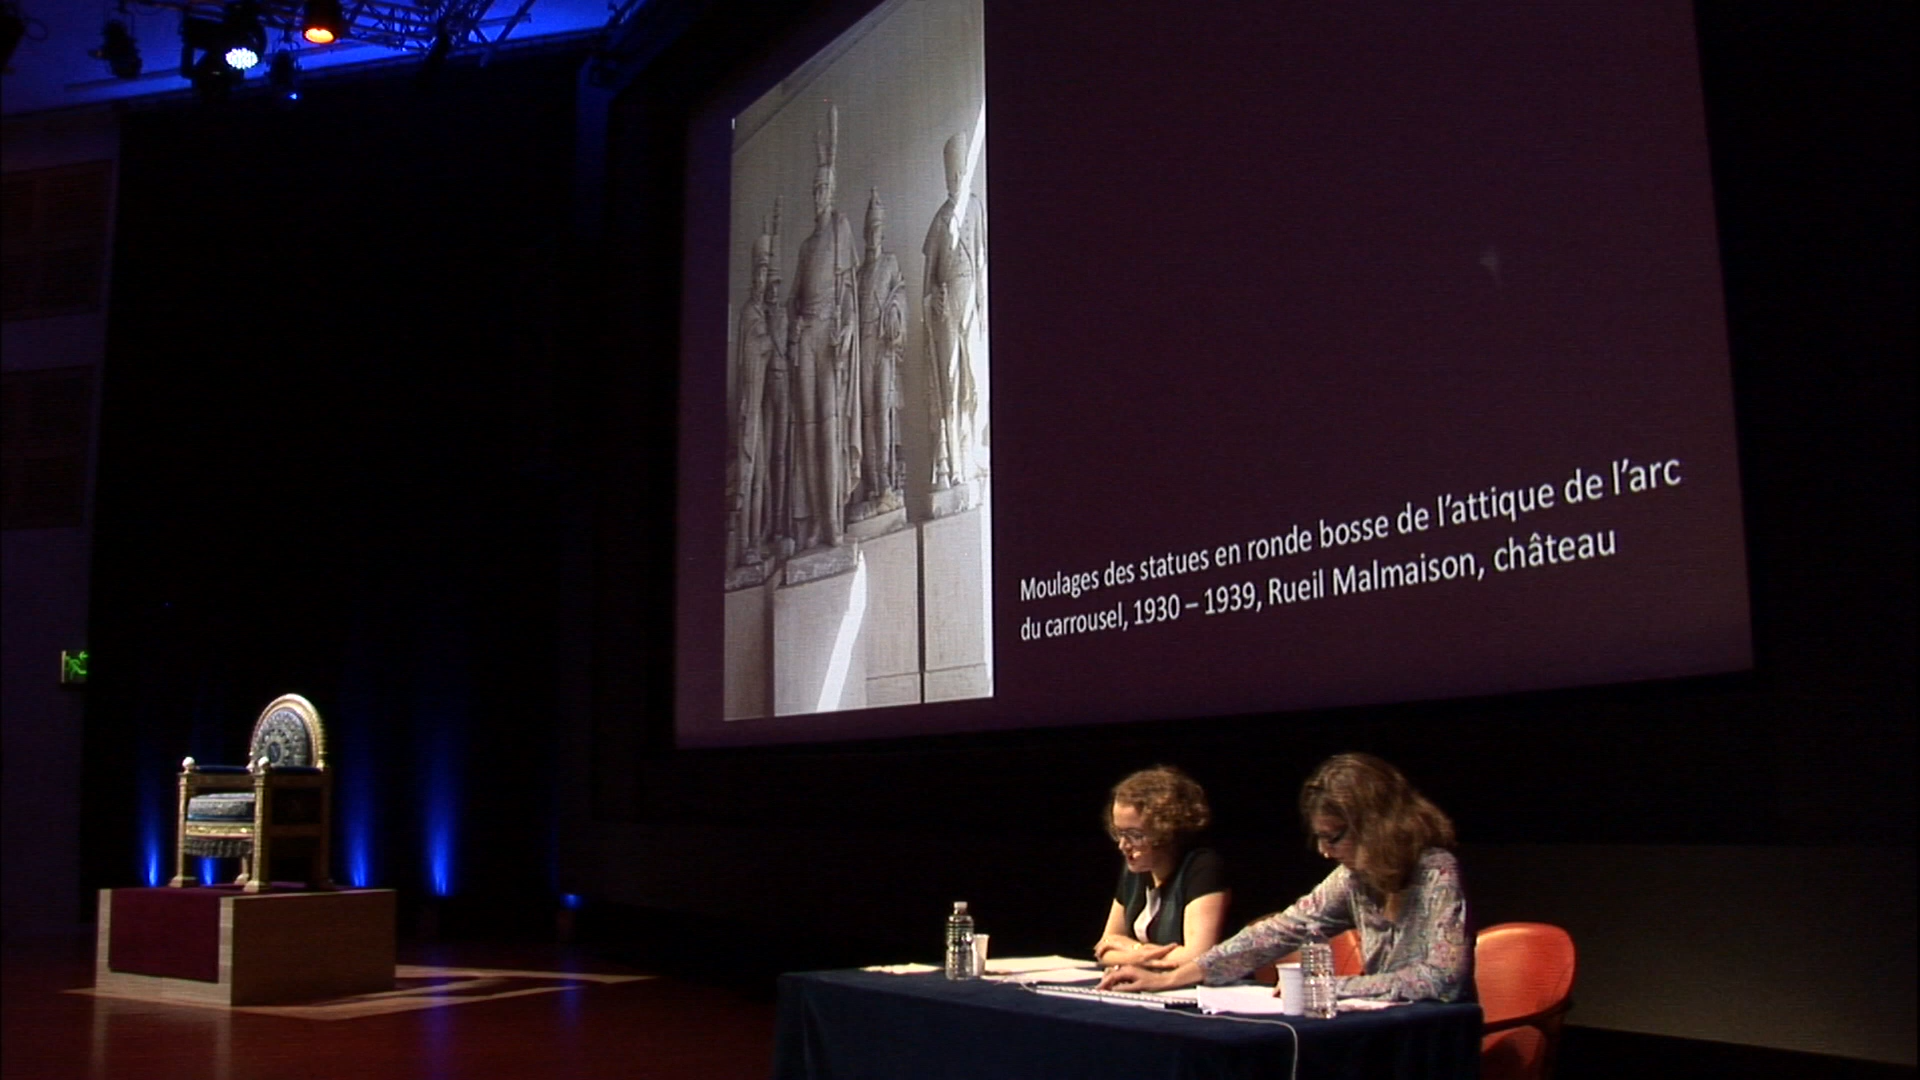 Moulages des statues en ronde bosse de l'attique de l'arc
du carrousel, 1930 – 1939, Rueil Malmaison, château